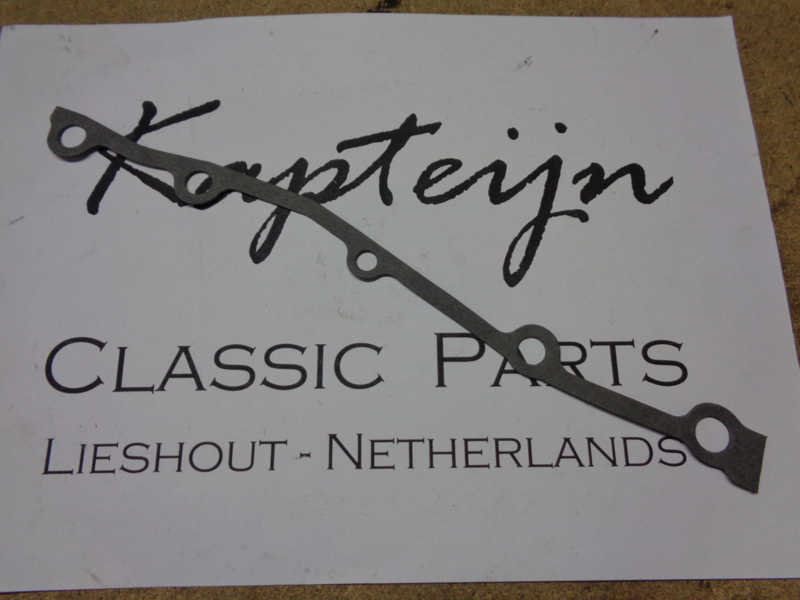 Kapteijn
CLASSIC PARTS
LIESHOUT - NETHERLANDS